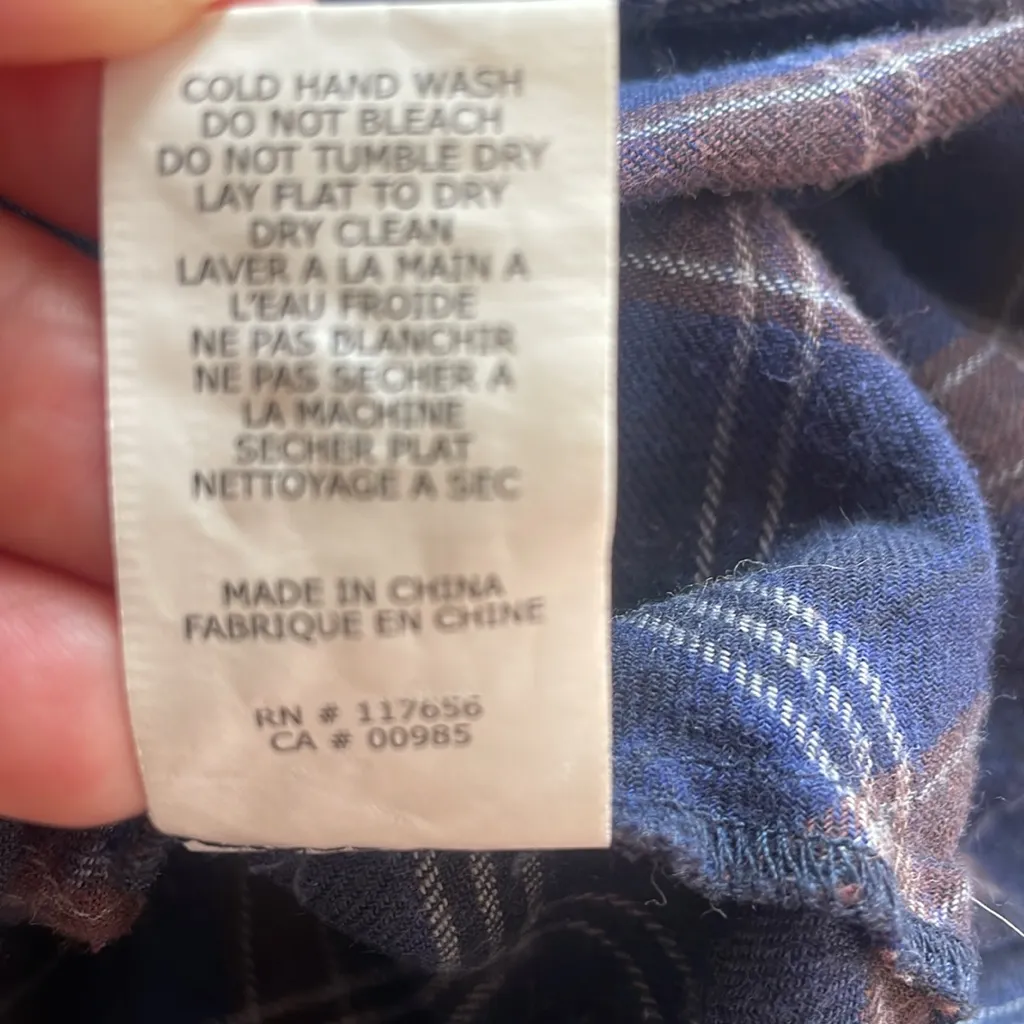 COLD HAND WASH
DO NOT BLEACH
DO NOT TUMBLE DRY
LAY FLAT TO DRY
DRY CLEAN
LAVER A LA MAIN A
L'EAU FROIDE
NE PAS BLANCHIR
NE PAS SECHER A
LA MACHINE
SECHER PLAT
NETTOYAGE A SEC
MADE IN CHINA
FABRIQUE EN CHINE
RN # 117656
CA # 00985